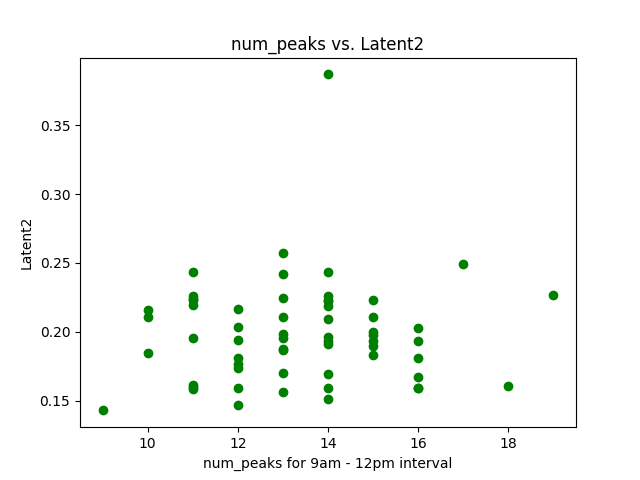 num_peaks vs. Latent2
0.35
0.30
0.25
0.20
0.15
Latent2
10 12 14 16 18
num_peaks for 9am - 12pm interval